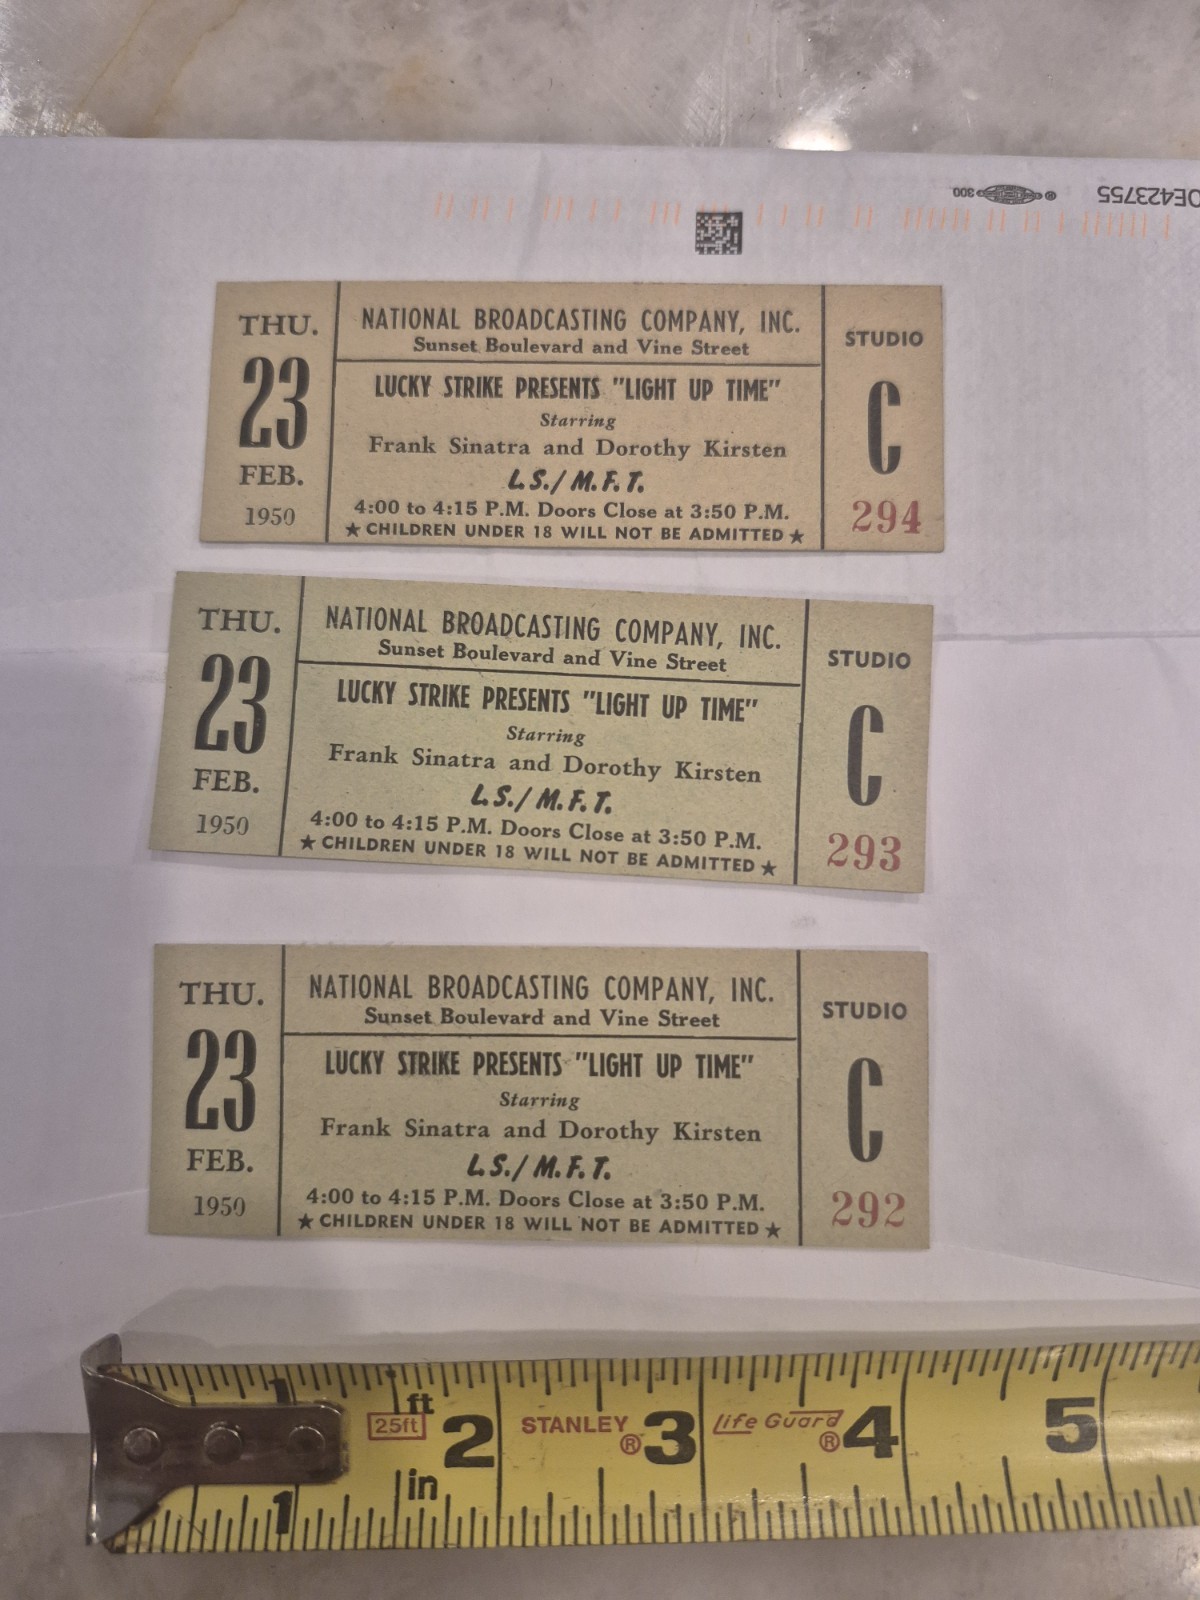 DE423755
® 300
THU.
23
FEB.
1950
NATIONAL BROADCASTING COMPANY, INC.
Sunset Boulevard and Vine Street
LUCKY STRIKE PRESENTS "LIGHT UP TIME"
Starring
Frank Sinatra and Dorothy Kirsten
L.S./M.F.T.
4:00 to 4:15 P.M. Doors Close at 3:50 P.M.
★ CHILDREN UNDER 18 WILL NOT BE ADMITTED ★
STUDIO
C
294
THU.
23
FEB.
1950
NATIONAL BROADCASTING COMPANY, INC.
Sunset Boulevard and Vine Street
LUCKY STRIKE PRESENTS "LIGHT UP TIME"
Starring
Frank Sinatra and Dorothy Kirsten
L.S./M.F.T.
4:00 to 4:15 P.M. Doors Close at 3:50 P.M.
★ CHILDREN UNDER 18 WILL NOT BE ADMITTED ★
STUDIO
C
293
THU.
23
FEB.
1950
NATIONAL BROADCASTING COMPANY, INC.
Sunset Boulevard and Vine Street
LUCKY STRIKE PRESENTS "LIGHT UP TIME"
Starring
Frank Sinatra and Dorothy Kirsten
L.S./M.F.T.
4:00 to 4:15 P.M. Doors Close at 3:50 P.M.
★ CHILDREN UNDER 18 WILL NOT BE ADMITTED ★
STUDIO
C
292
1 ft 25ft 2 STANLEY® 3 Life Guard® 4 5
1 in